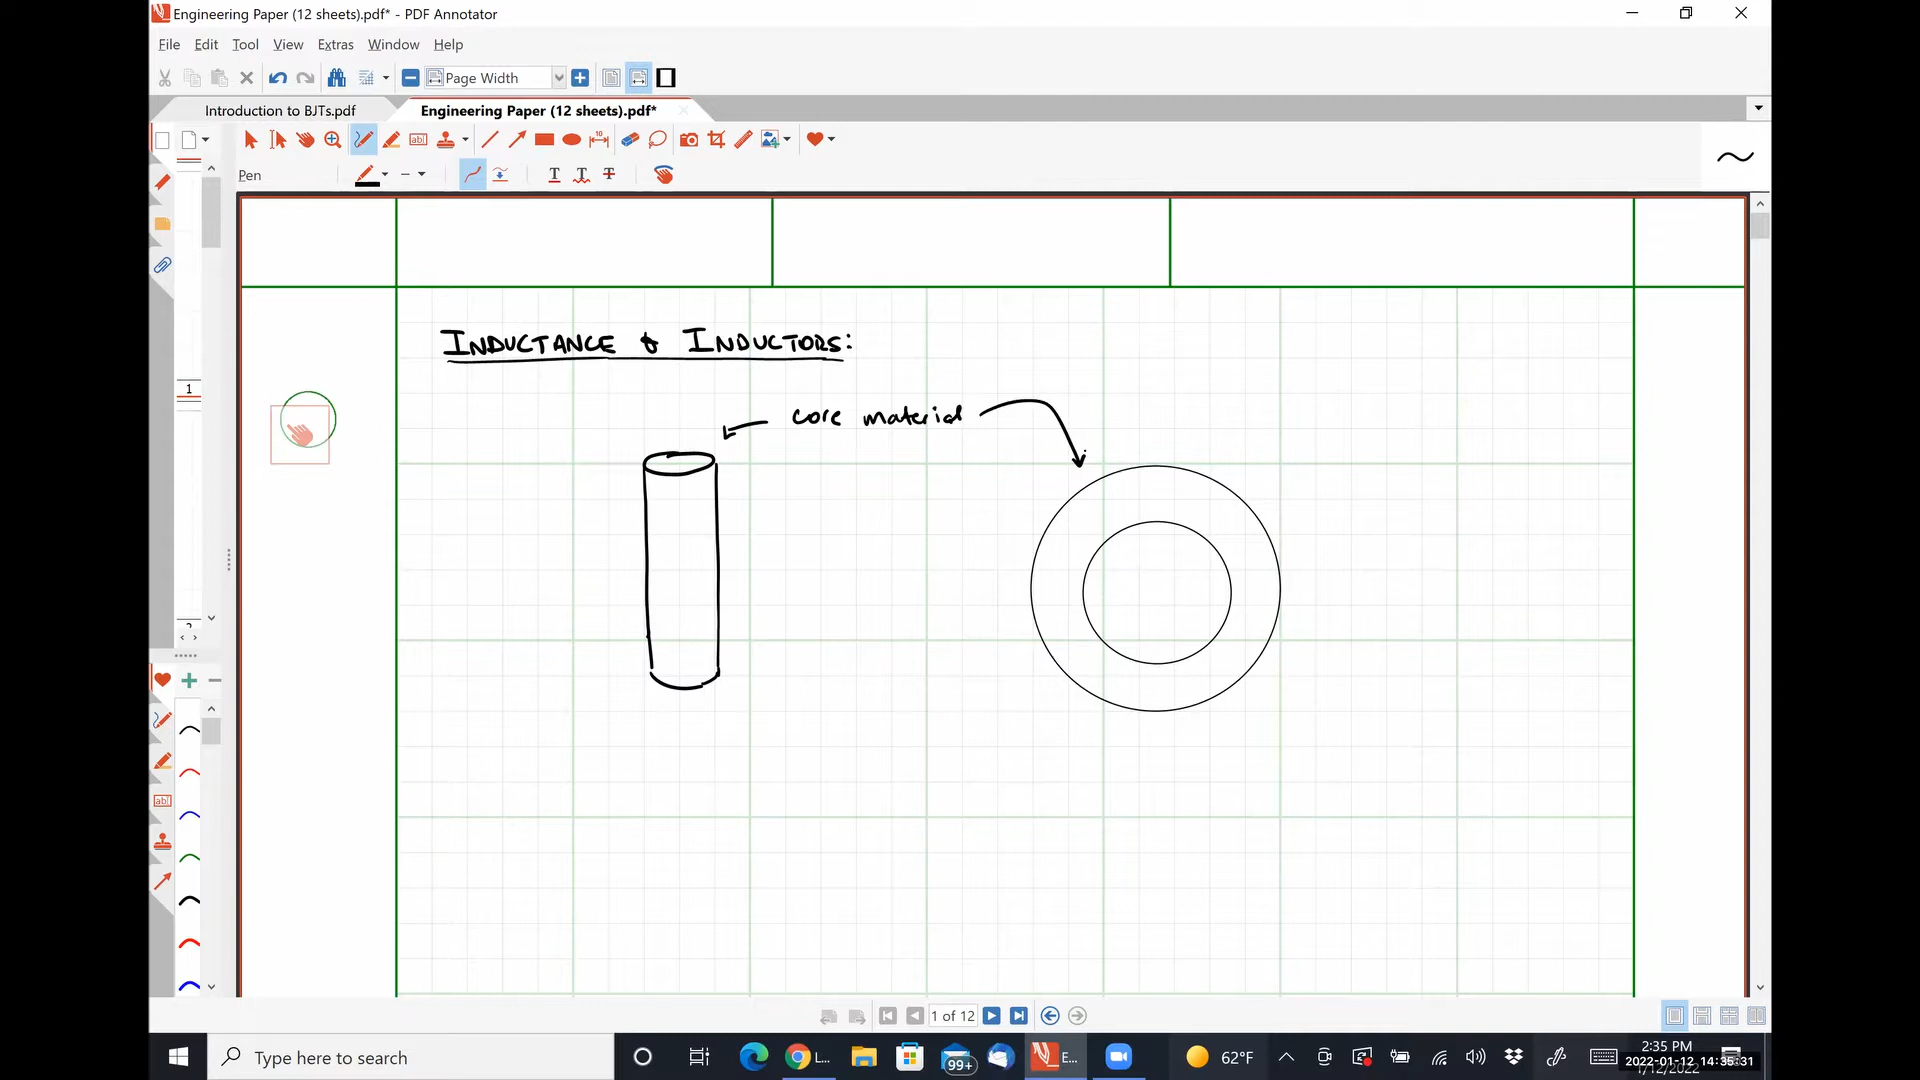 Engineering Paper (12 sheets).pdf* - PDF Annotator
File Edit Tool View Extras Window Help
Page Width
Introduction to BJTs.pdf
Engineering Paper (12 sheets).pdf*
Pen
INDUCTANCE & INDUCTORS:
core material
1
1 of 12
Type here to search
L...
99+
E...
62°F
2:35 PM
2022-01-12 14:35:31